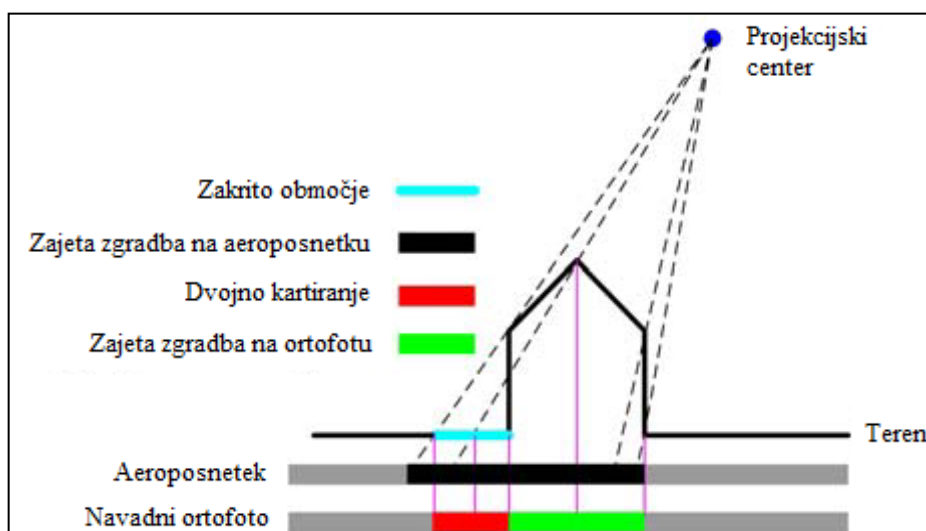 Projekcijski
center
Zakrito območje
Zajeta zgradba na aeroposnetku
Dvojno kartiranje
Zajeta zgradba na ortofotu
Teren
Aeroposnetek
Navadni ortofoto